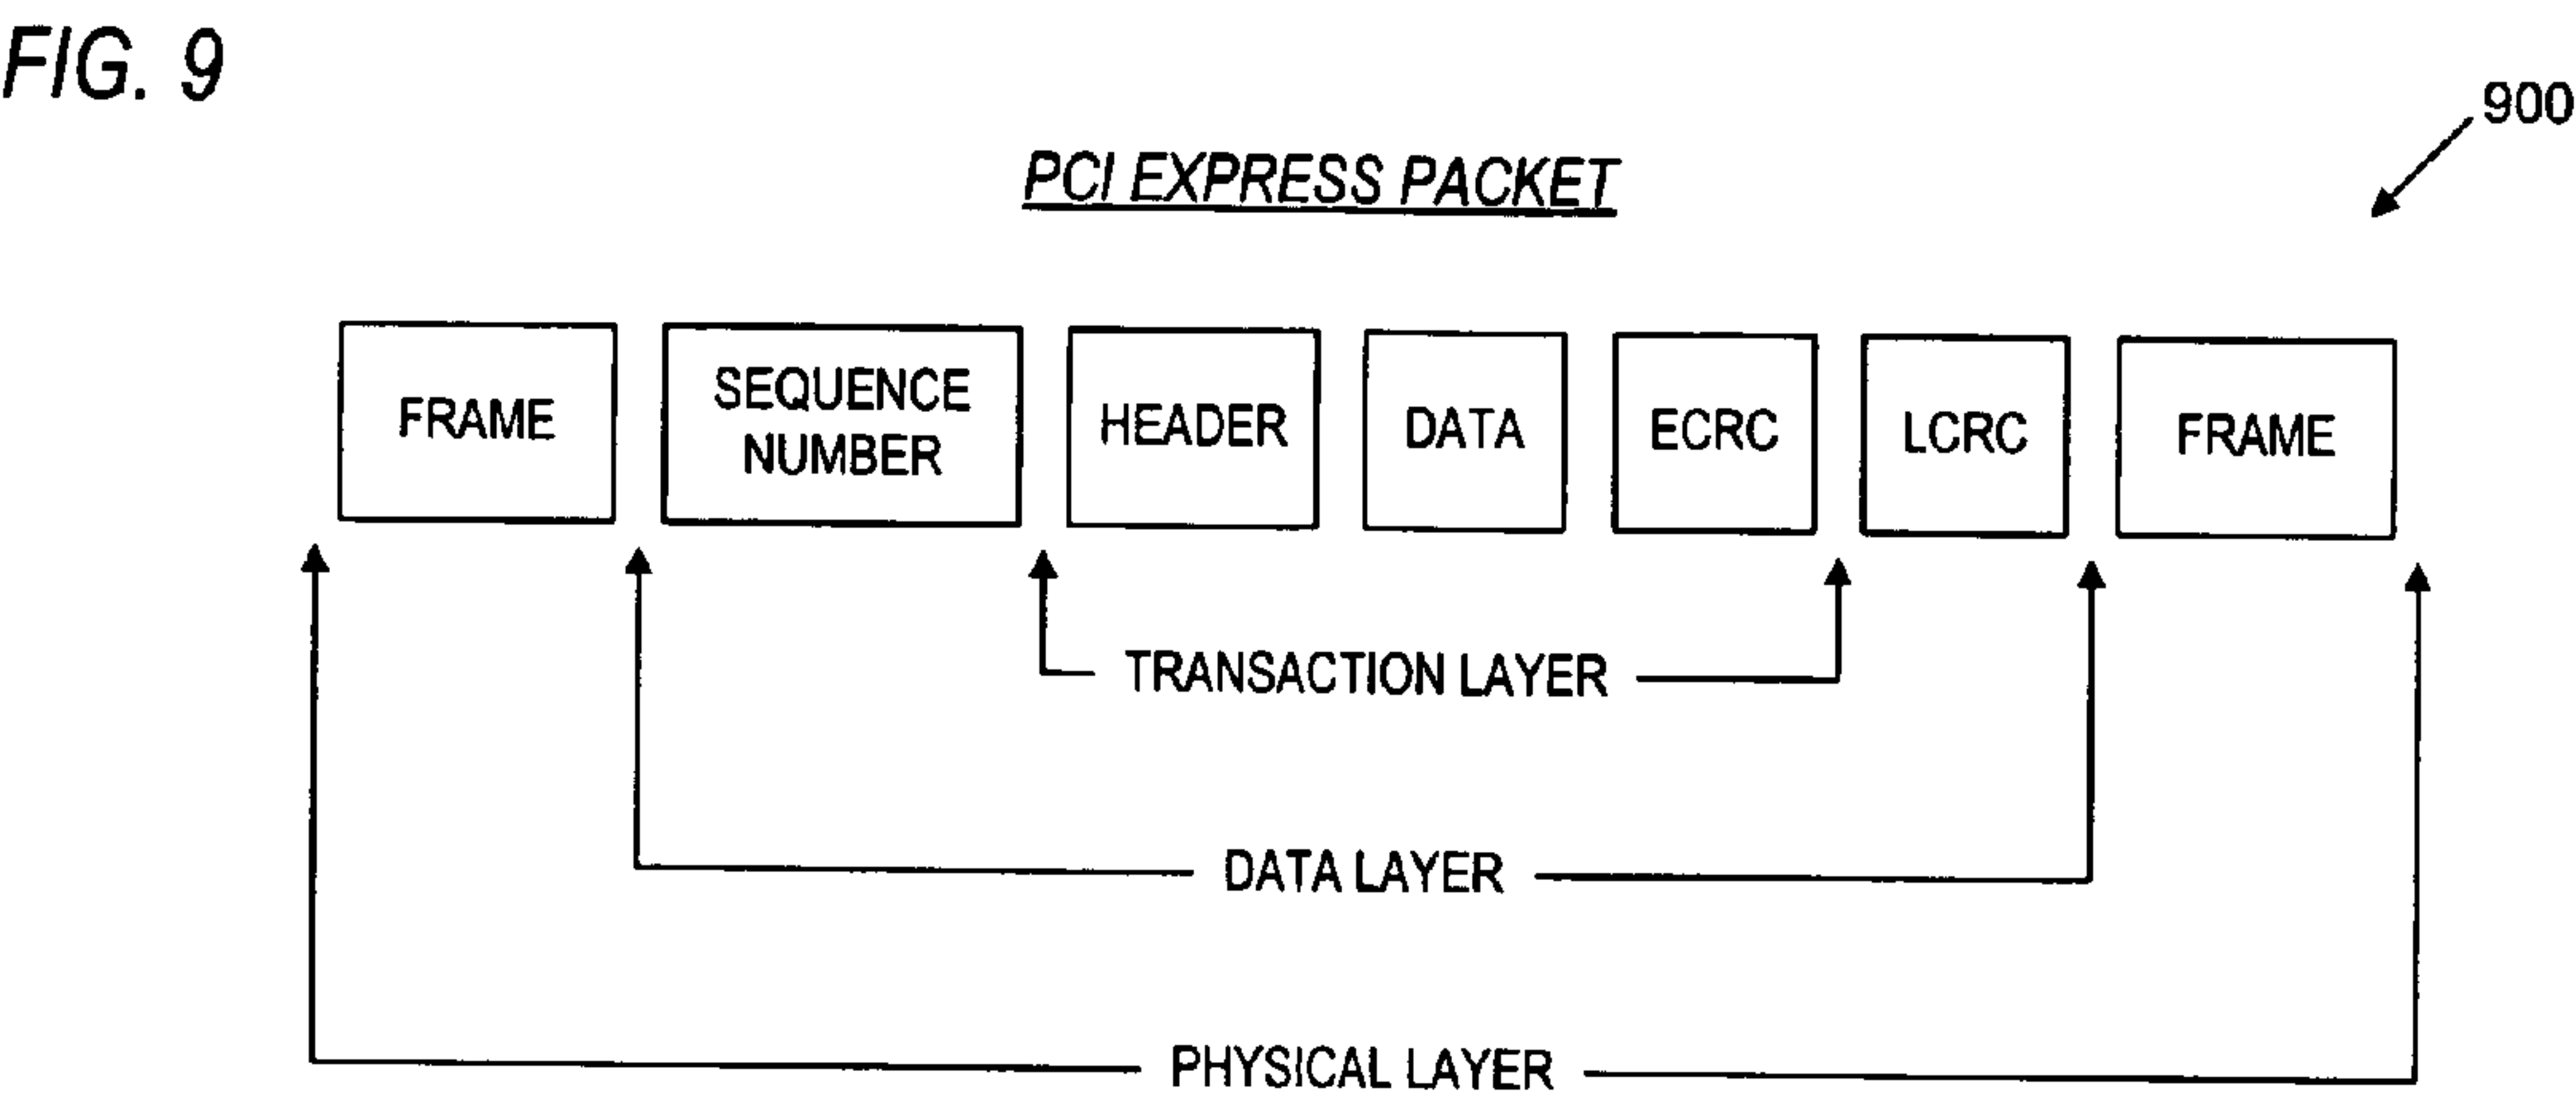 FIG. 9
900
PCI EXPRESS PACKET
FRAME
SEQUENCE
NUMBER
HEADER
DATA
ECRC
LCRC
FRAME
TRANSACTION LAYER
DATA LAYER
PHYSICAL LAYER